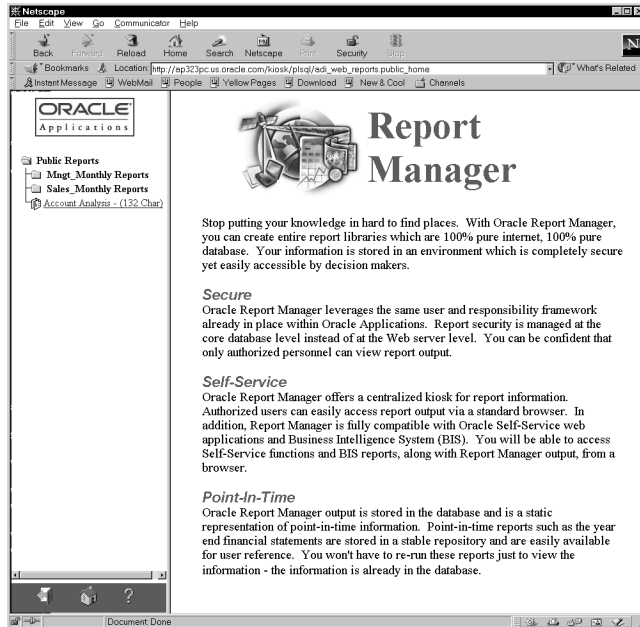 Netscape
File Edit View Go Communicator Help
Back Forward Reload Home Search Netscape Print Security Stop
Bookmarks Location: http://ap323pc.us.oracle.com/kiosk/plsql/adi_web_reports.public_home What's Related
Instant Message WebMail People Yellow Pages Download New & Cool Channels
ORACLE®
Applications
Public Reports
Mngt_Monthly Reports
Sales_Monthly Reports
Account Analysis - (132 Char)
Report
Manager
Stop putting your knowledge in hard to find places. With Oracle Report Manager,
you can create entire report libraries which are 100% pure internet, 100% pure
database. Your information is stored in an environment which is completely secure
yet easily accessible by decision makers.
Secure
Oracle Report Manager leverages the same user and responsibility framework
already in place within Oracle Applications. Report security is managed at the
core database level instead of at the Web server level. You can be confident that
only authorized personnel can view report output.
Self-Service
Oracle Report Manager offers a centralized kiosk for report information.
Authorized users can easily access report output via a standard browser. In
addition, Report Manager is fully compatible with Oracle Self-Service web
applications and Business Intelligence System (BIS). You will be able to access
Self-Service functions and BIS reports, along with Report Manager output, from a
browser.
Point-In-Time
Oracle Report Manager output is stored in the database and is a static
representation of point-in-time information. Point-in-time reports such as the year
end financial statements are stored in a stable repository and are easily available
for user reference. You won't have to re-run these reports just to view the
information - the information is already in the database.
?
Document: Done